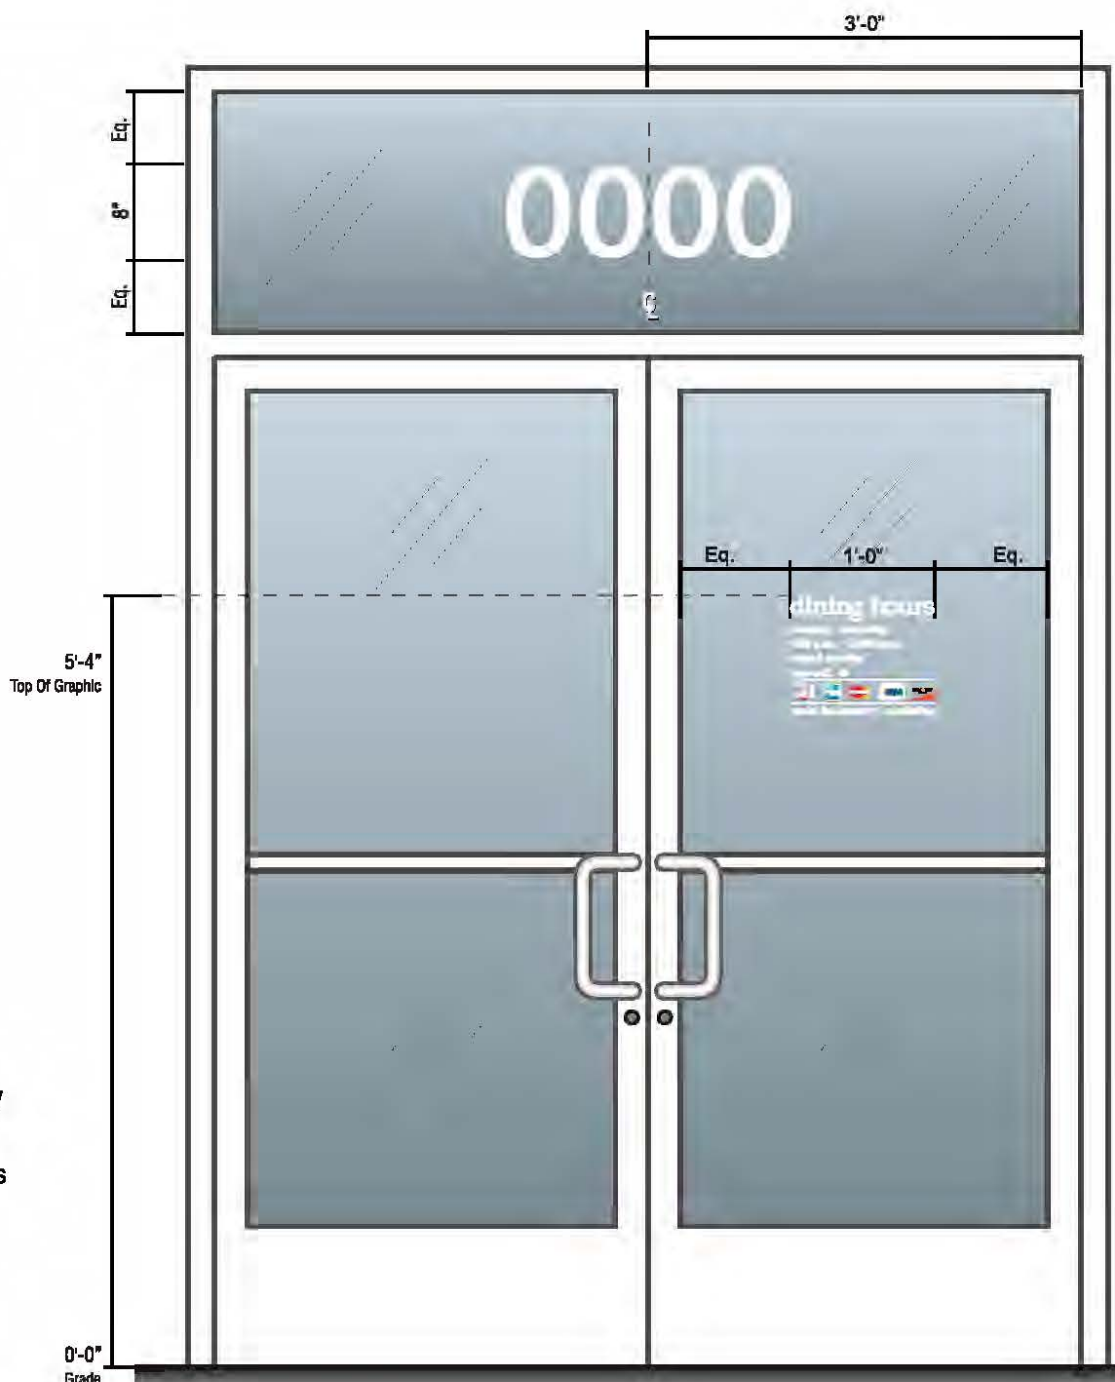 3'-0"
Eq.
8"
Eq.
0000
℄
Eq.
1'-0"
Eq.
dining hours
5'-4"
Top Of Graphic
0'-0"
Grade